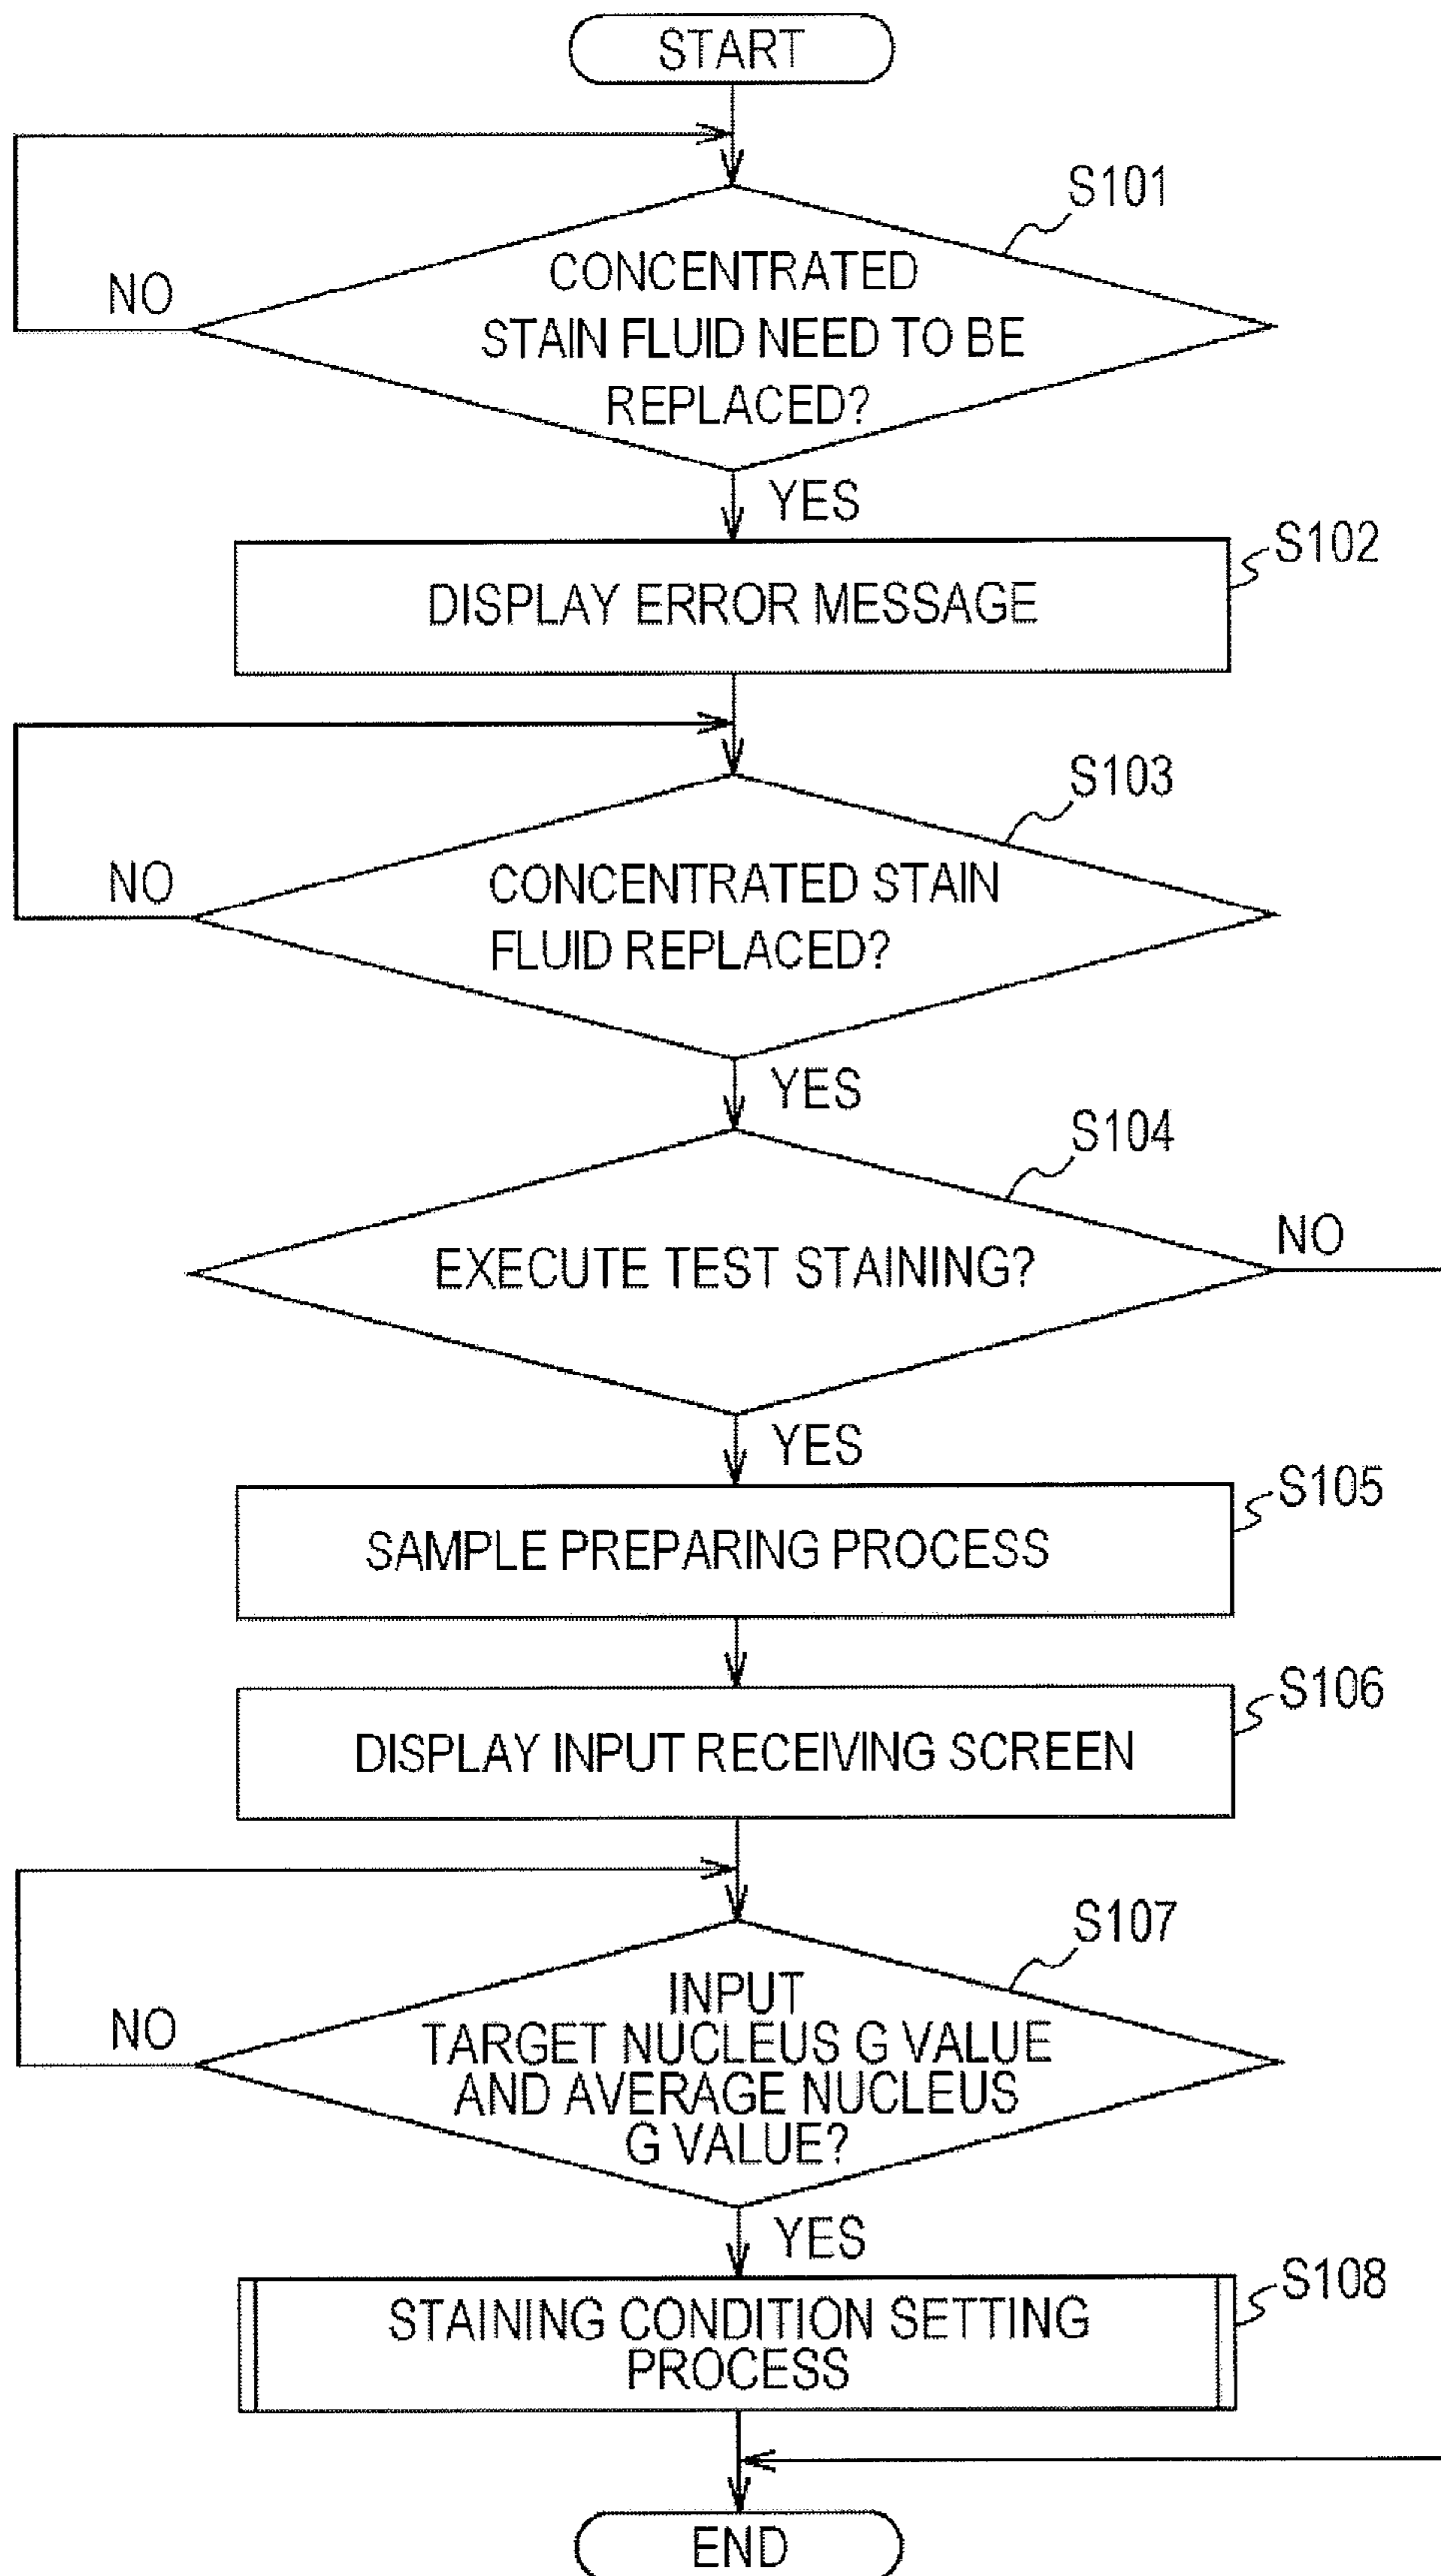 START
S101
CONCENTRATED
STAIN FLUID NEED TO BE
REPLACED?
NO
YES
S102
DISPLAY ERROR MESSAGE
S103
CONCENTRATED STAIN
FLUID REPLACED?
NO
YES
S104
EXECUTE TEST STAINING?
NO
YES
S105
SAMPLE PREPARING PROCESS
S106
DISPLAY INPUT RECEIVING SCREEN
S107
INPUT
TARGET NUCLEUS G VALUE
AND AVERAGE NUCLEUS
G VALUE?
NO
YES
S108
STAINING CONDITION SETTING
PROCESS
END